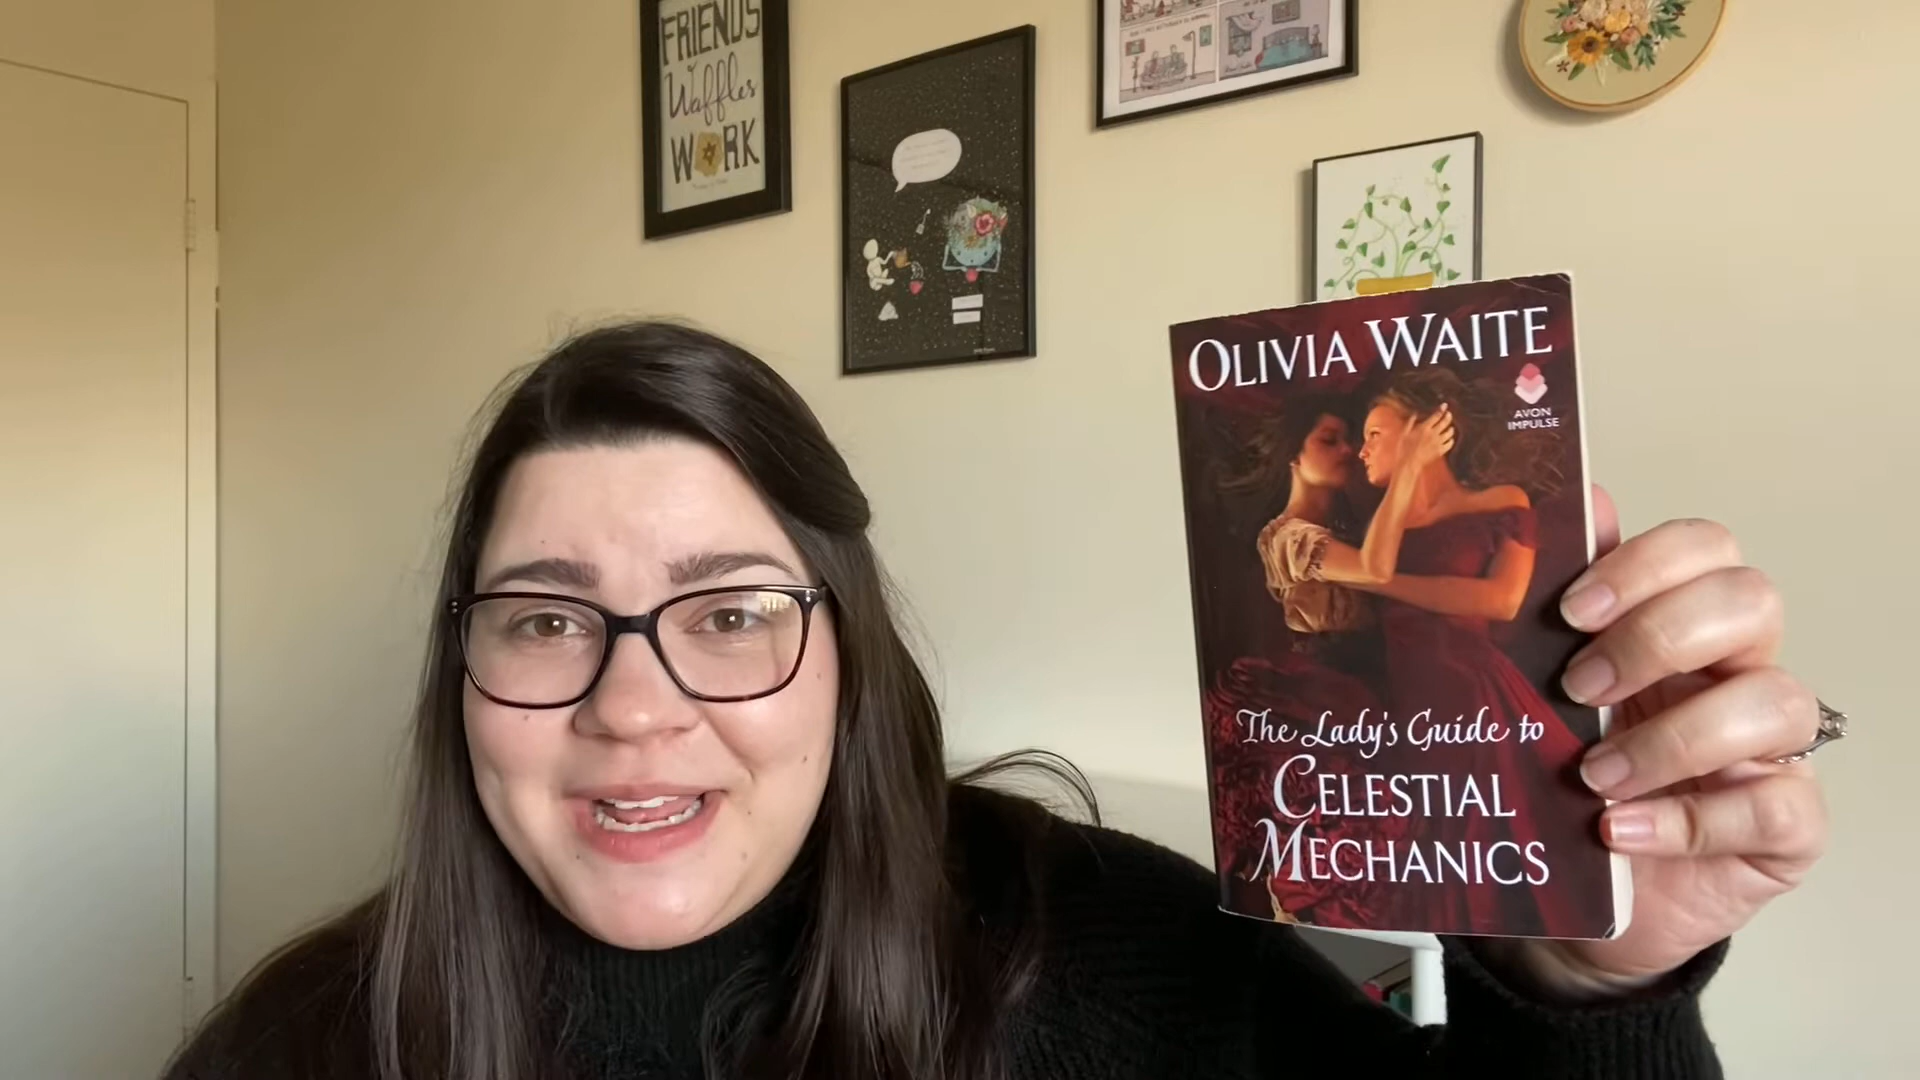 FRIENDS
Waffles
WORK
OLIVIA WAITE
AVON
IMPULSE
The Lady's Guide to
CELESTIAL
MECHANICS